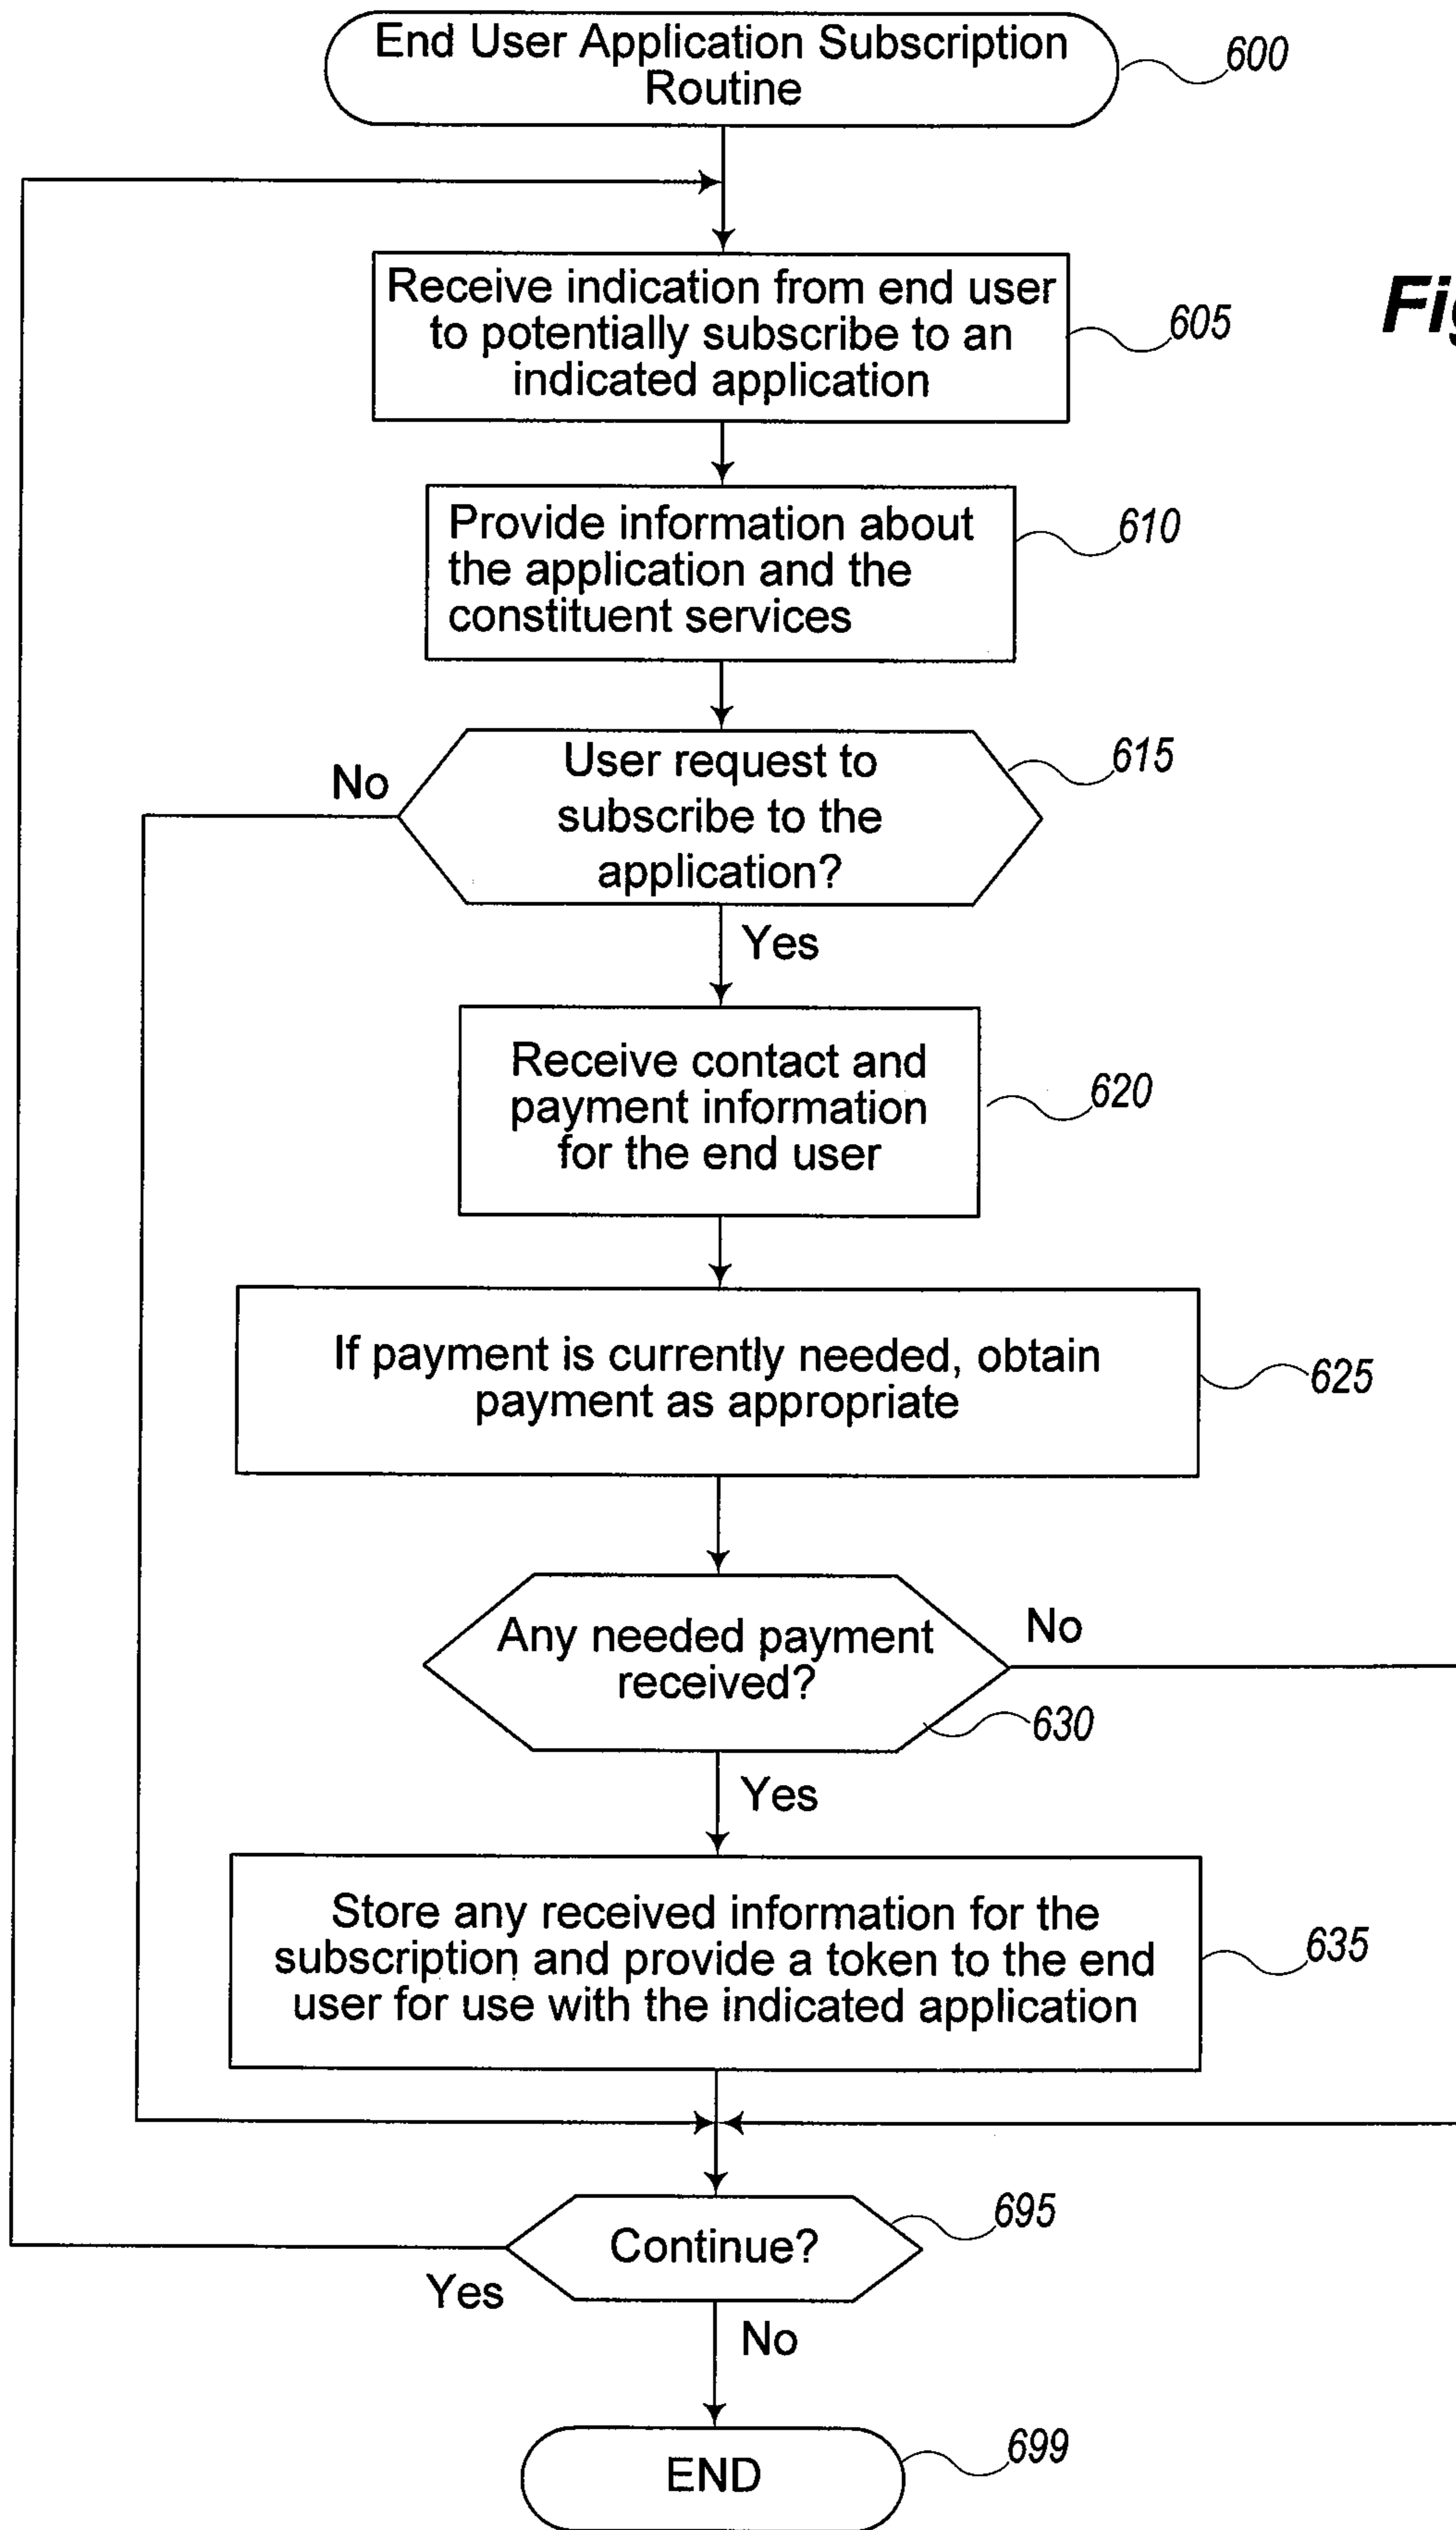 End User Application Subscription
Routine
600
Receive indication from end user
to potentially subscribe to an
indicated application
605
Provide information about
the application and the
constituent services
610
User request to
subscribe to the
application?
615
No
Yes
Receive contact and
payment information
for the end user
620
If payment is currently needed, obtain
payment as appropriate
625
Any needed payment
received?
630
No
Yes
Store any received information for the
subscription and provide a token to the end
user for use with the indicated application
635
Continue?
695
Yes
No
END
699